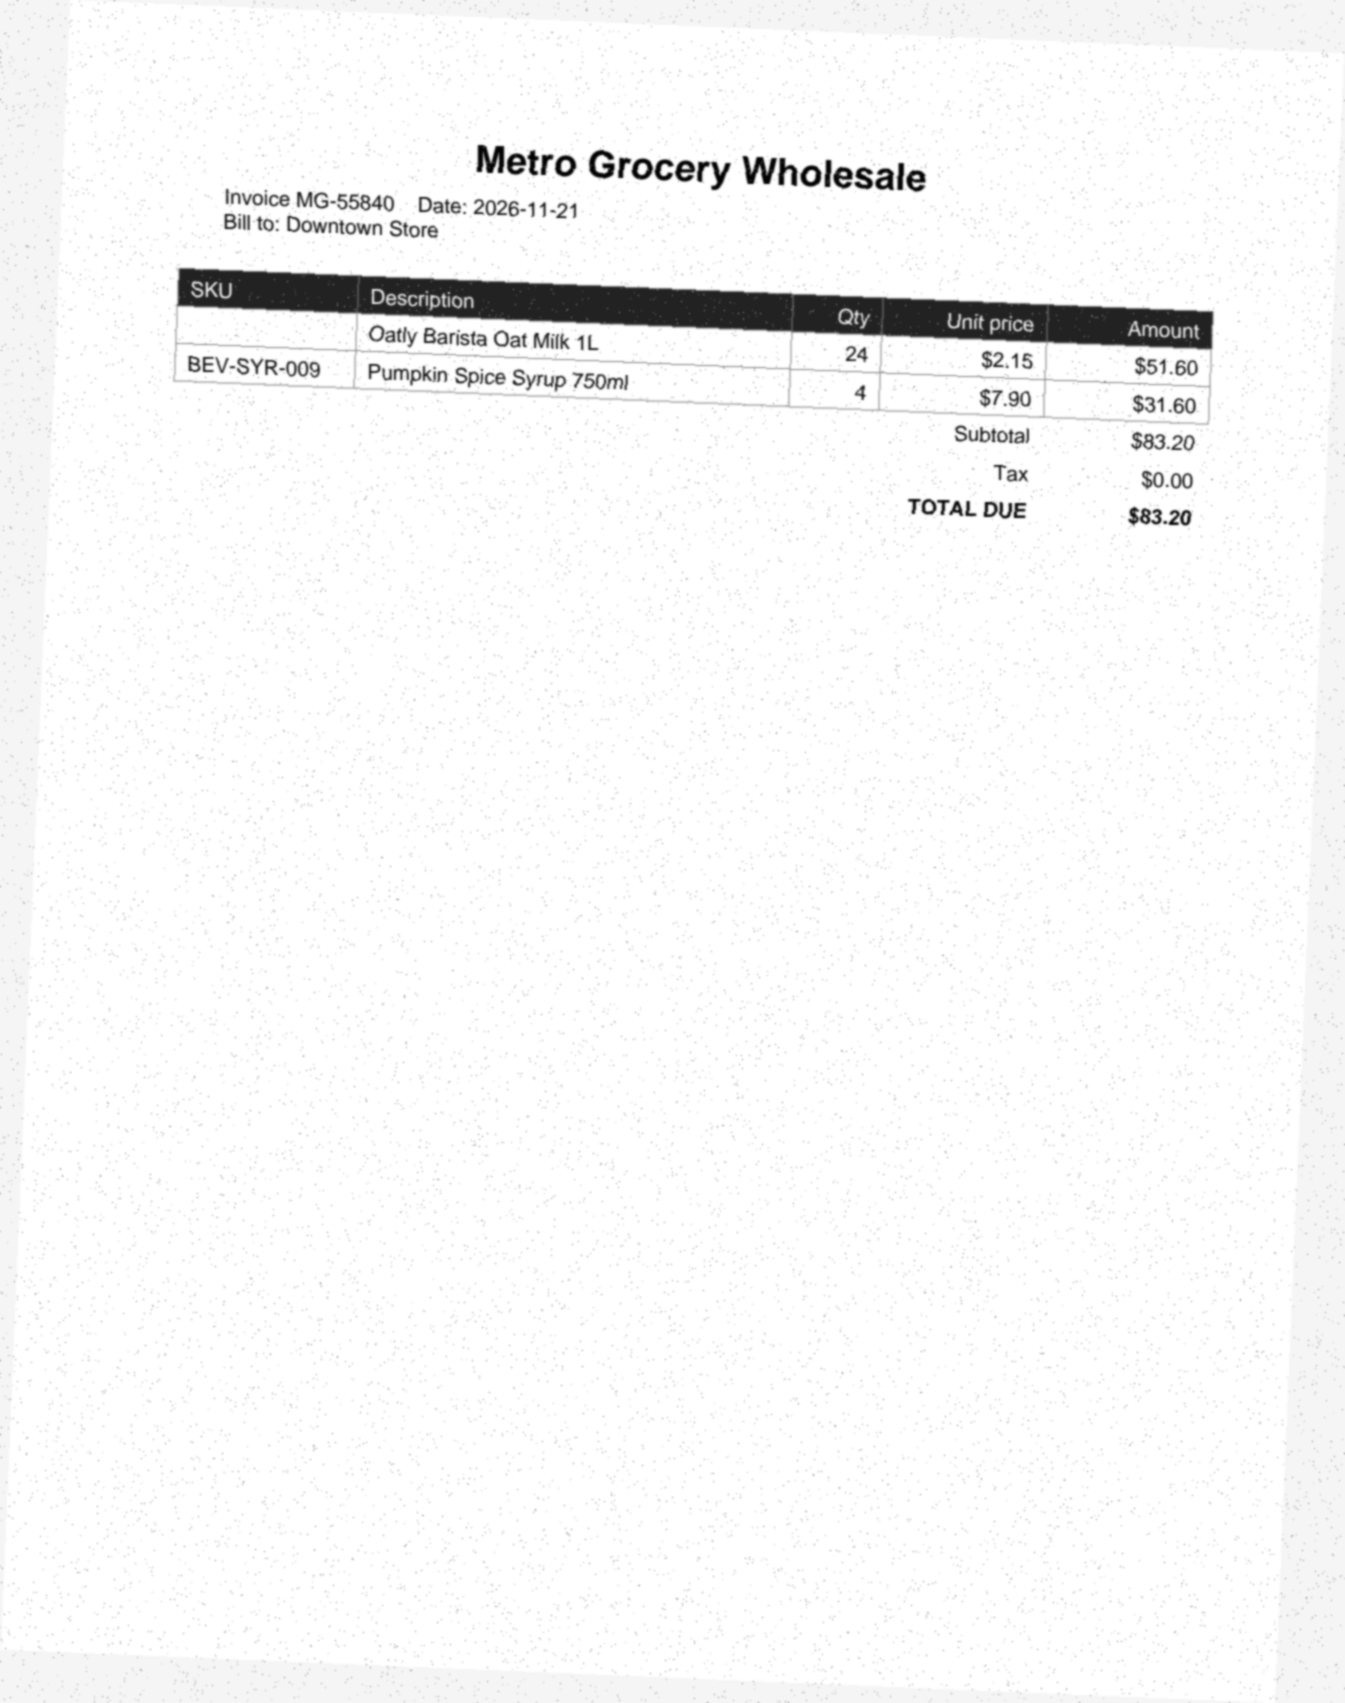 Metro Grocery Wholesale
Invoice MG-55840 Date: 2026-11-21
Bill to: Downtown Store
SKU Description Qty Unit price Amount
Oatly Barista Oat Milk 1L 24 $2.15 $51.60
BEV-SYR-009 Pumpkin Spice Syrup 750ml 4 $7.90 $31.60
Subtotal $83.20
Tax $0.00
TOTAL DUE $83.20